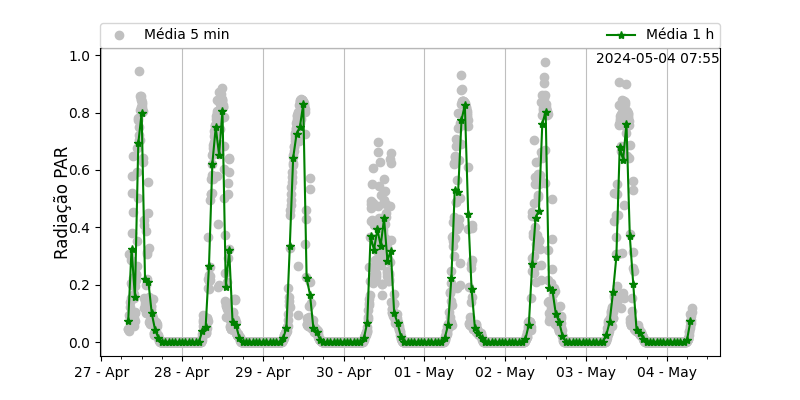 Média 5 min
Média 1 h
2024-05-04 07:55
Radiação PAR
1.0
0.8
0.6
0.4
0.2
0.0
27 - Apr
28 - Apr
29 - Apr
30 - Apr
01 - May
02 - May
03 - May
04 - May